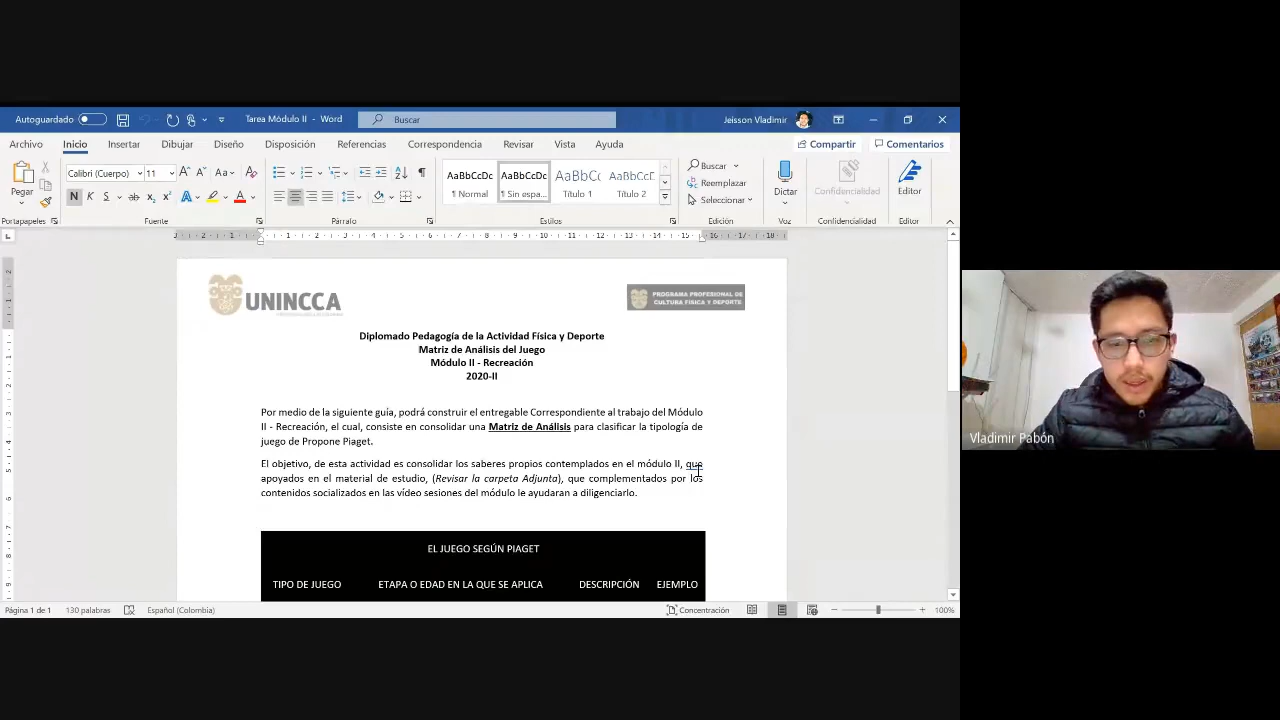 Autoguardado
Tarea Módulo II - Word
Buscar
Jeisson Vladimir
Archivo Inicio Insertar Dibujar Diseño Disposición Referencias Correspondencia Revisar Vista Ayuda
Compartir Comentarios
Pegar
Calibri (Cuerpo) 11
AaBbCcDc AaBbCcDc AaBbCc AaBbCcE
¶ Normal ¶ Sin espa... Título 1 Título 2
Buscar
Reemplazar
Seleccionar
Dictar
Confidencialidad
Editor
Portapapeles Fuente Párrafo Estilos Edición Voz Confidencialidad Editor
UNINCCA
PROGRAMA PROFESIONAL DE
CULTURA FÍSICA Y DEPORTE
Diplomado Pedagogía de la Actividad Física y Deporte
Matriz de Análisis del Juego
Módulo II - Recreación
2020-II
Por medio de la siguiente guía, podrá construir el entregable Correspondiente al trabajo del Módulo
II - Recreación, el cual, consiste en consolidar una Matriz de Análisis para clasificar la tipología de
juego de Propone Piaget.
El objetivo, de esta actividad es consolidar los saberes propios contemplados en el módulo II, que
apoyados en el material de estudio, (Revisar la carpeta Adjunta), que complementados por los
contenidos socializados en las vídeo sesiones del módulo le ayudaran a diligenciarlo.
EL JUEGO SEGÚN PIAGET
TIPO DE JUEGO ETAPA O EDAD EN LA QUE SE APLICA DESCRIPCIÓN EJEMPLO
Página 1 de 1 130 palabras Español (Colombia)
Concentración
100%
Vladimir Pabón